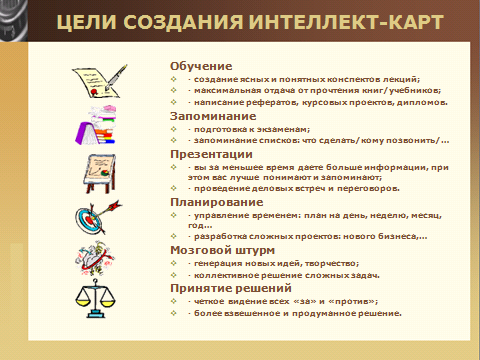 ЦЕЛИ СОЗДАНИЯ ИНТЕЛЛЕКТ-КАРТ
Обучение
- создание ясных и понятных конспектов лекций;
- максимальная отдача от прочтения книг/учебников;
- написание рефератов, курсовых проектов, дипломов.
Запоминание
- подготовка к экзаменам;
- запоминание списков: что сделать/кому позвонить/...
Презентации
- вы за меньшее время даете больше информации, при
этом вас лучше понимают и запоминают;
- проведение деловых встреч и переговоров.
Планирование
- управление временем: план на день, неделю, месяц,
год...
- разработка сложных проектов: нового бизнеса,...
Мозговой штурм
- генерация новых идей, творчество;
- коллективное решение сложных задач.
Принятие решений
- четкое видение всех «за» и «против»;
- более взвешенное и продуманное решение.